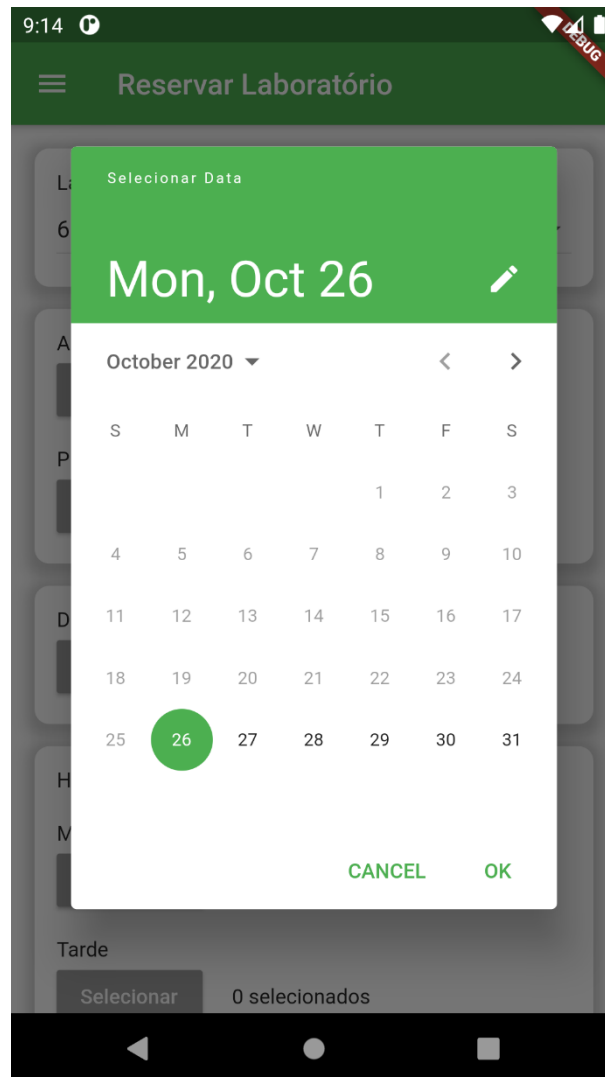 9:14
DEBUG
Reservar Laboratório
Selecionar Data
6
Mon, Oct 26
A
October 2020
S M T W T F S
P
1 2 3
4 5 6 7 8 9 10
D
11 12 13 14 15 16 17
18 19 20 21 22 23 24
25 26 27 28 29 30 31
H
M
CANCEL OK
Tarde
Selecionar 0 selecionados